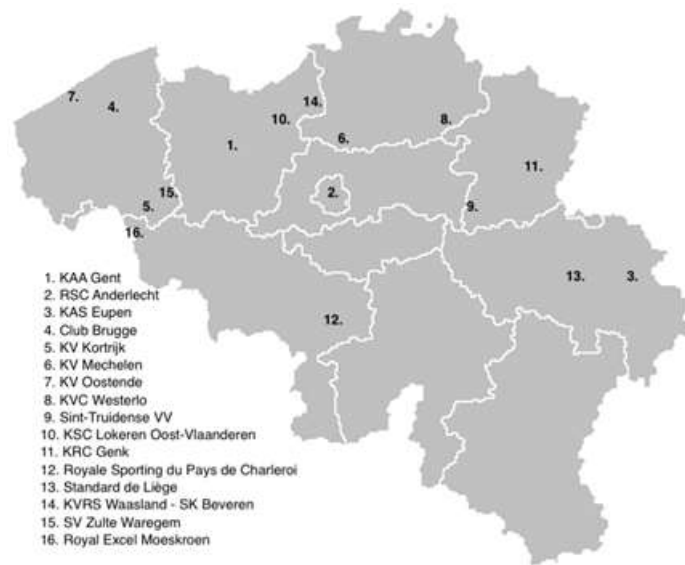 7.
4.
14.
10.
1.
6.
8.
11.
15.
5.
2.
9.
16.
13.
3.
12.
1. KAA Gent
2. RSC Anderlecht
3. KAS Eupen
4. Club Brugge
5. KV Kortrijk
6. KV Mechelen
7. KV Oostende
8. KVC Westerlo
9. Sint-Truidense VV
10. KSC Lokeren Oost-Vlaanderen
11. KRC Genk
12. Royale Sporting du Pays de Charleroi
13. Standard de Liège
14. KVRS Waasland - SK Beveren
15. SV Zulte Waregem
16. Royal Excel Moeskroen